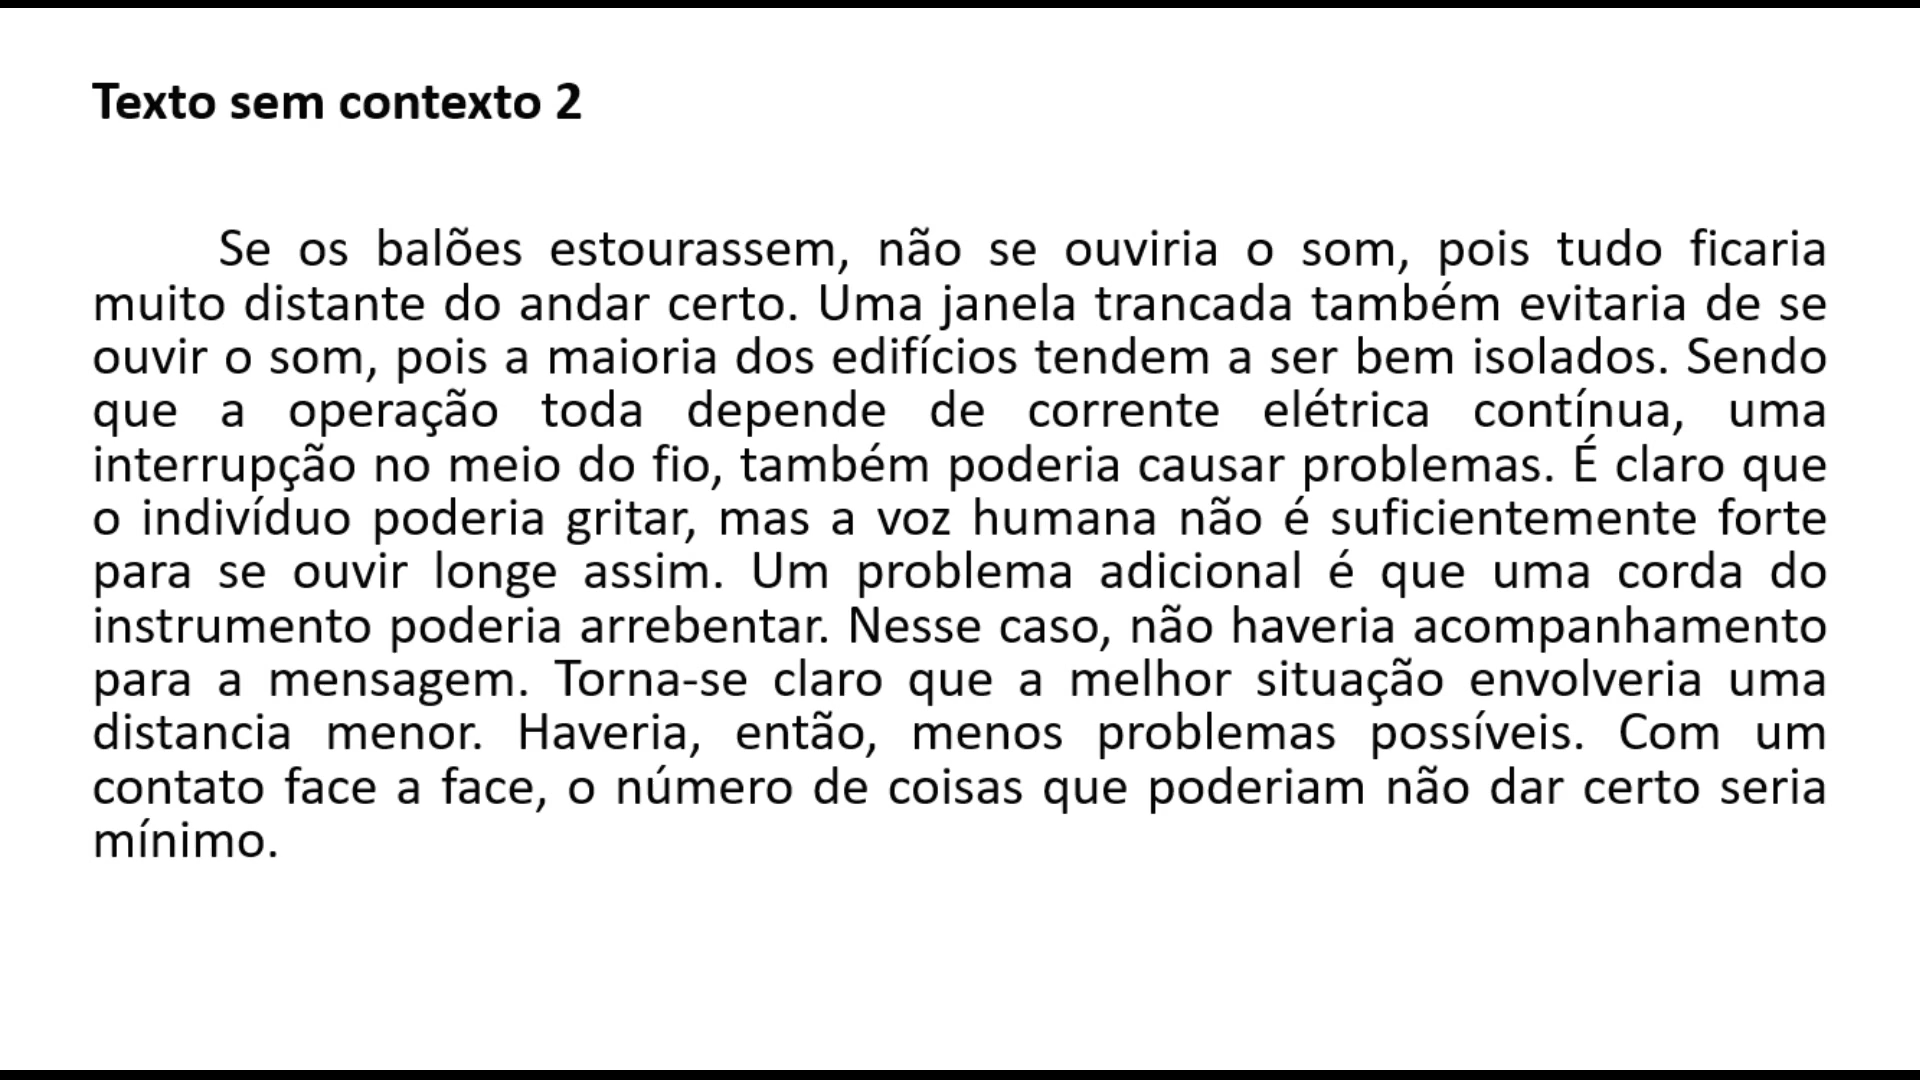 Texto sem contexto 2
Se os balões estourassem, não se ouviria o som, pois tudo ficaria
muito distante do andar certo. Uma janela trancada também evitaria de se
ouvir o som, pois a maioria dos edifícios tendem a ser bem isolados. Sendo
que a operação toda depende de corrente elétrica contínua, uma
interrupção no meio do fio, também poderia causar problemas. É claro que
o indivíduo poderia gritar, mas a voz humana não é suficientemente forte
para se ouvir longe assim. Um problema adicional é que uma corda do
instrumento poderia arrebentar. Nesse caso, não haveria acompanhamento
para a mensagem. Torna-se claro que a melhor situação envolveria uma
distancia menor. Haveria, então, menos problemas possíveis. Com um
contato face a face, o número de coisas que poderiam não dar certo seria
mínimo.